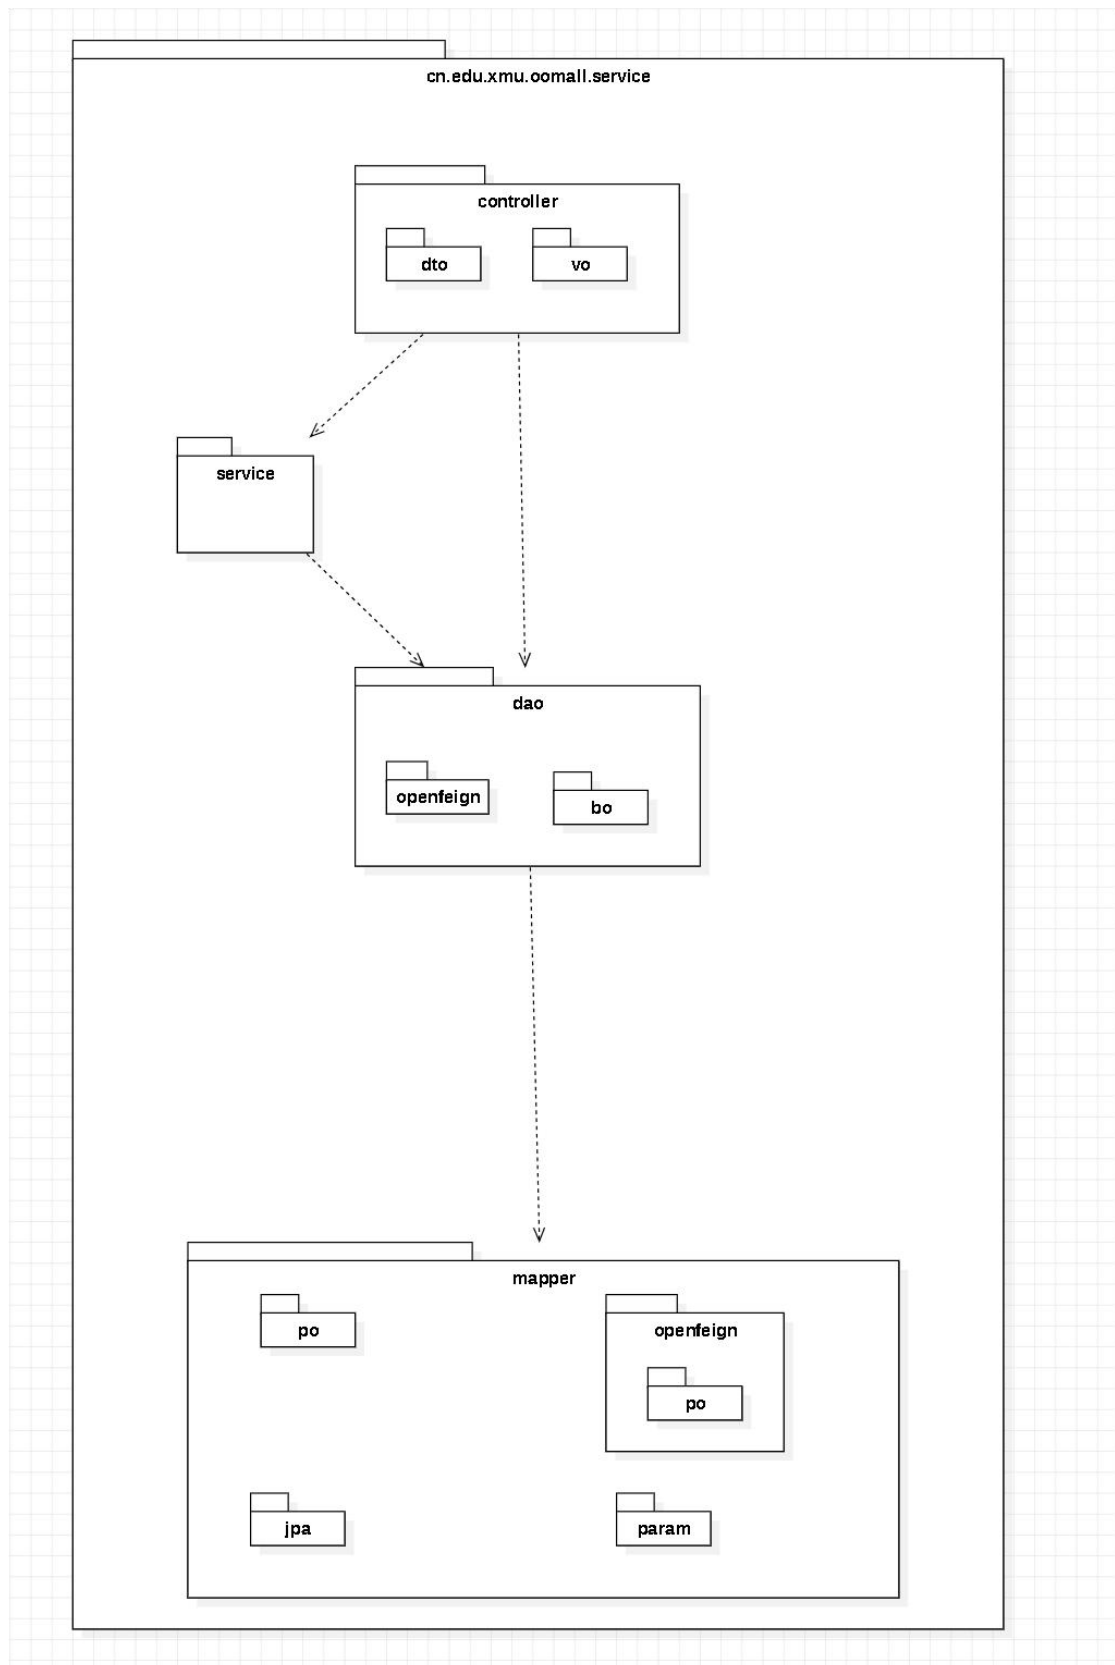 cn.edu.xmu.oomall.service
controller
dto
vo
service
dao
openfeign
bo
mapper
po
openfeign
po
jpa
param